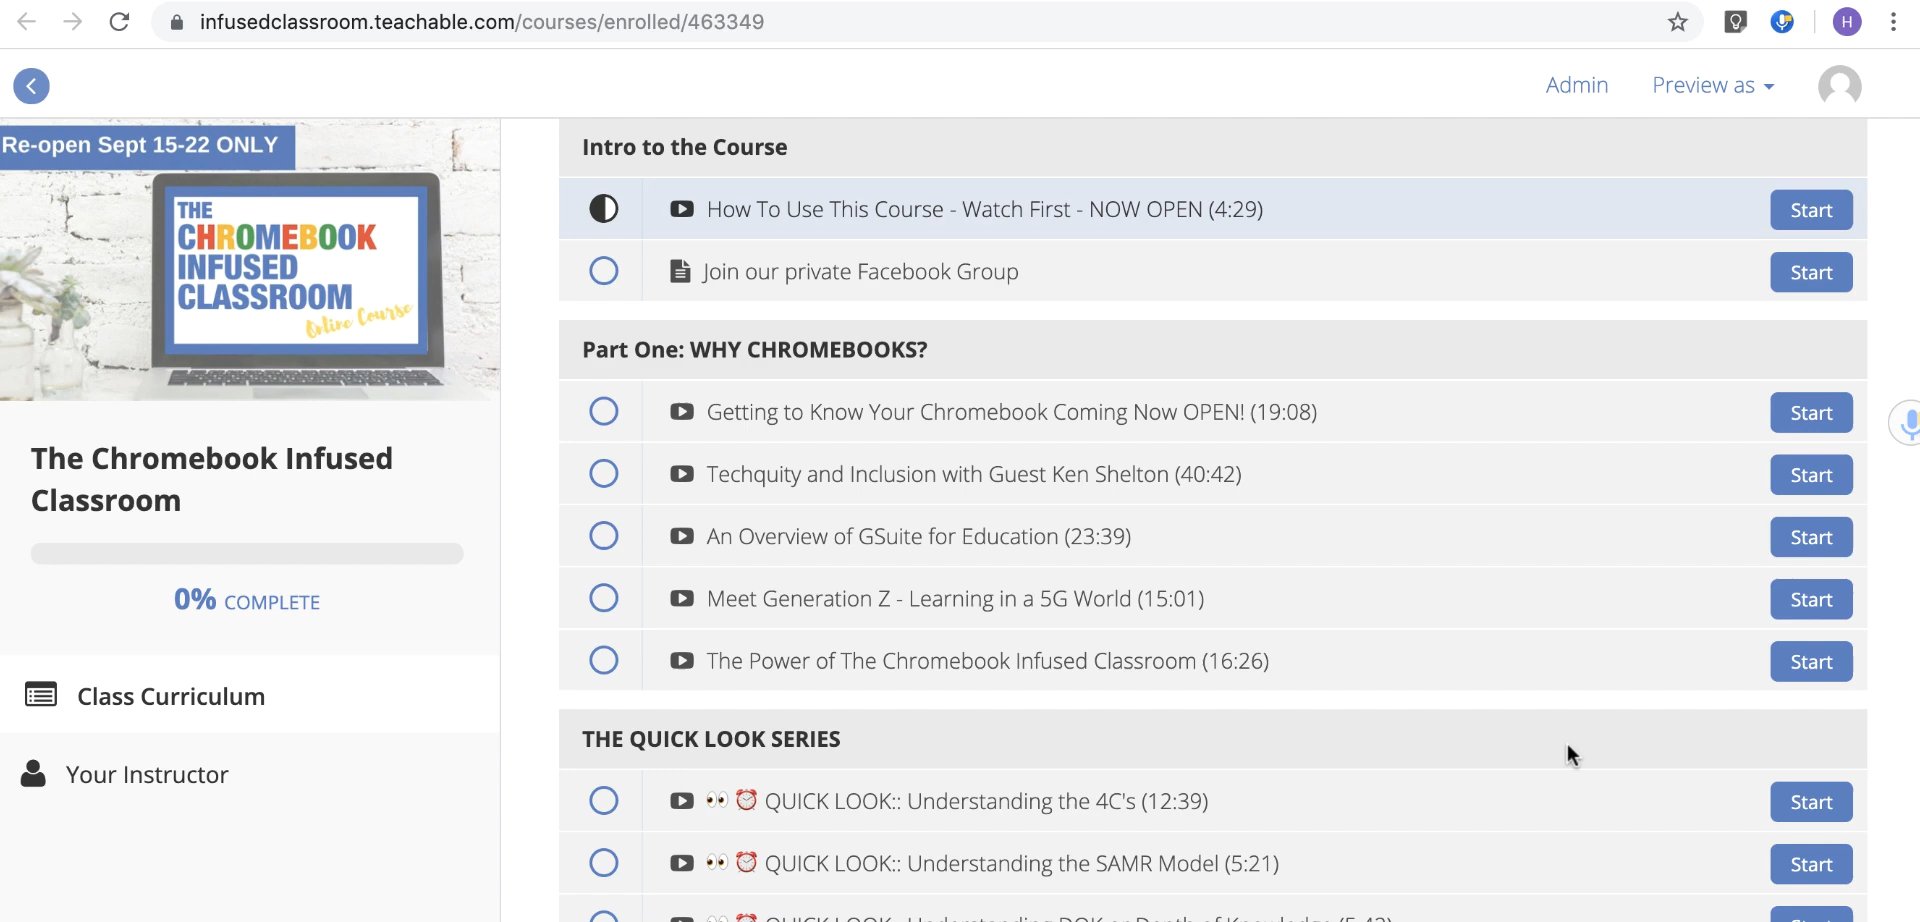 infusedclassroom.teachable.com/courses/enrolled/463349
H
Admin
Preview as
Re-open Sept 15-22 ONLY
THE
CHROMEBOOK
INFUSED
CLASSROOM
Online Course
The Chromebook Infused
Classroom
0% COMPLETE
Class Curriculum
Your Instructor
Intro to the Course
How To Use This Course - Watch First - NOW OPEN (4:29)
Start
Join our private Facebook Group
Start
Part One: WHY CHROMEBOOKS?
Getting to Know Your Chromebook Coming Now OPEN! (19:08)
Start
Techquity and Inclusion with Guest Ken Shelton (40:42)
Start
An Overview of GSuite for Education (23:39)
Start
Meet Generation Z - Learning in a 5G World (15:01)
Start
The Power of The Chromebook Infused Classroom (16:26)
Start
THE QUICK LOOK SERIES
👀 ⏰ QUICK LOOK:: Understanding the 4C's (12:39)
Start
👀 ⏰ QUICK LOOK:: Understanding the SAMR Model (5:21)
Start